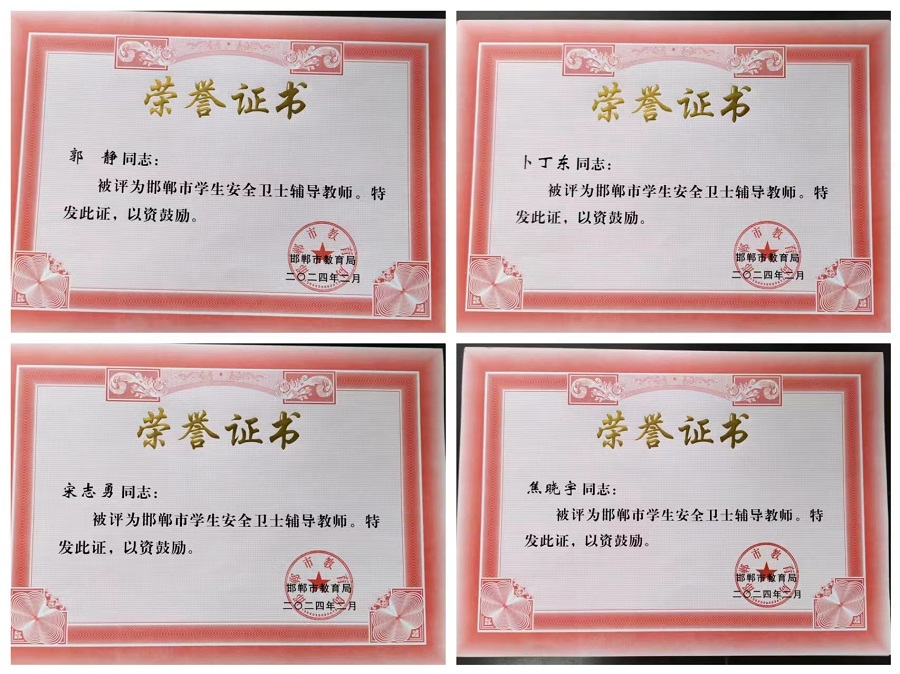 荣誉证书
郭 静同志：
被评为邯郸市学生安全卫士辅导教师。特
发此证，以资鼓励。
邯郸市教育局
二〇二四年二月
荣誉证书
卜丁东同志：
被评为邯郸市学生安全卫士辅导教师。特
发此证，以资鼓励。
邯郸市教育局
二〇二四年二月
荣誉证书
宋志勇同志：
被评为邯郸市学生安全卫士辅导教师。特
发此证，以资鼓励。
邯郸市教育局
二〇二四年二月
荣誉证书
焦晓宇同志：
被评为邯郸市学生安全卫士辅导教师。特
发此证，以资鼓励。
邯郸市教育局
二〇二四年二月